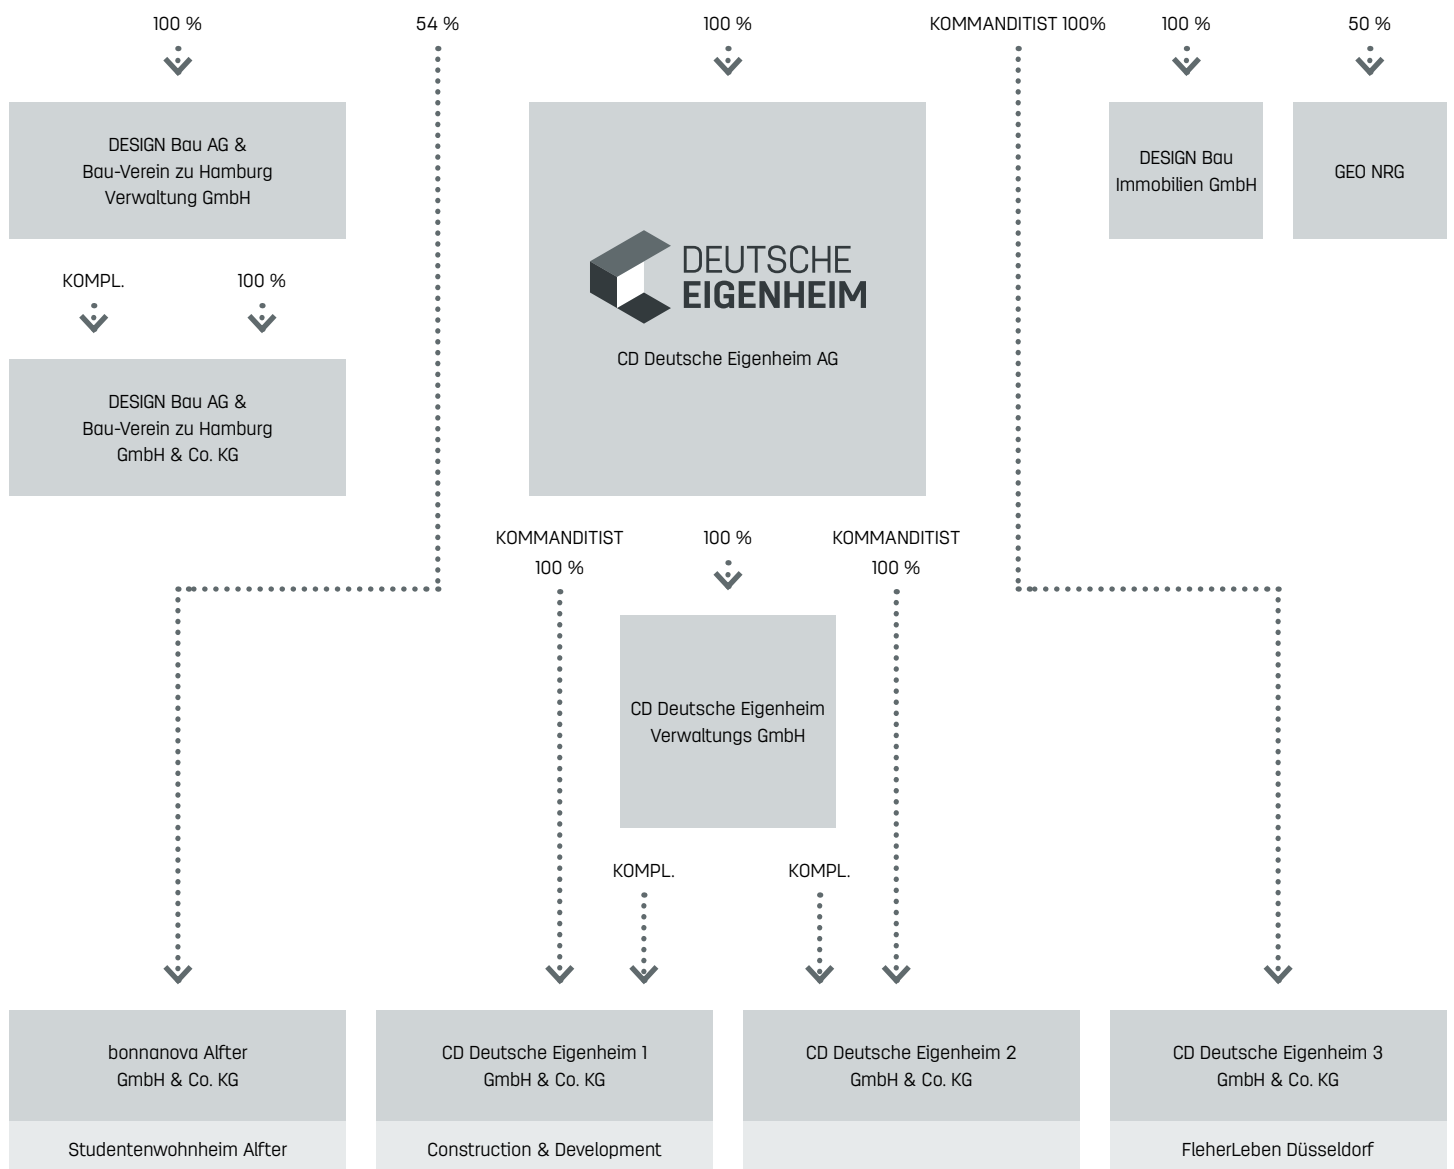 100 %
54 %
100 %
KOMMANDITIST 100%
100 %
50 %
DESIGN Bau AG &
Bau-Verein zu Hamburg
Verwaltung GmbH
DEUTSCHE
EIGENHEIM
CD Deutsche Eigenheim AG
DESIGN Bau
Immobilien GmbH
GEO NRG
KOMPL.
100 %
DESIGN Bau AG &
Bau-Verein zu Hamburg
GmbH & Co. KG
KOMMANDITIST
100 %
100 %
KOMMANDITIST
100 %
CD Deutsche Eigenheim
Verwaltungs GmbH
KOMPL.
KOMPL.
bonnanova Alfter
GmbH & Co. KG
Studentenwohnheim Alfter
CD Deutsche Eigenheim 1
GmbH & Co. KG
Construction & Development
CD Deutsche Eigenheim 2
GmbH & Co. KG
CD Deutsche Eigenheim 3
GmbH & Co. KG
FleherLeben Düsseldorf